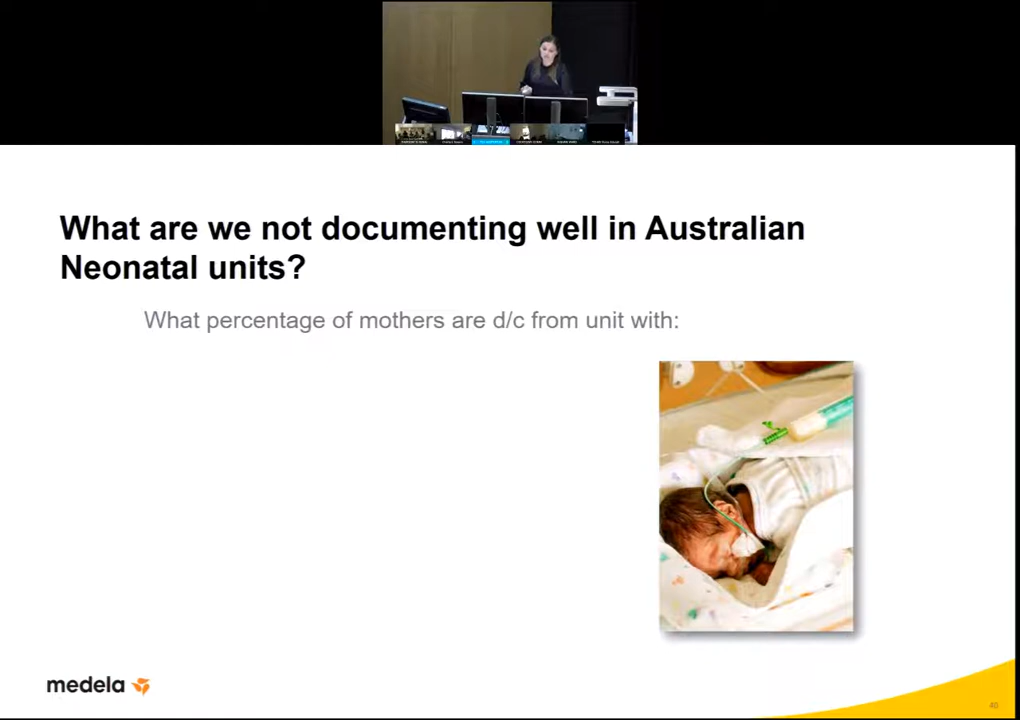 What are we not documenting well in Australian
Neonatal units?
What percentage of mothers are d/c from unit with:
medela
40